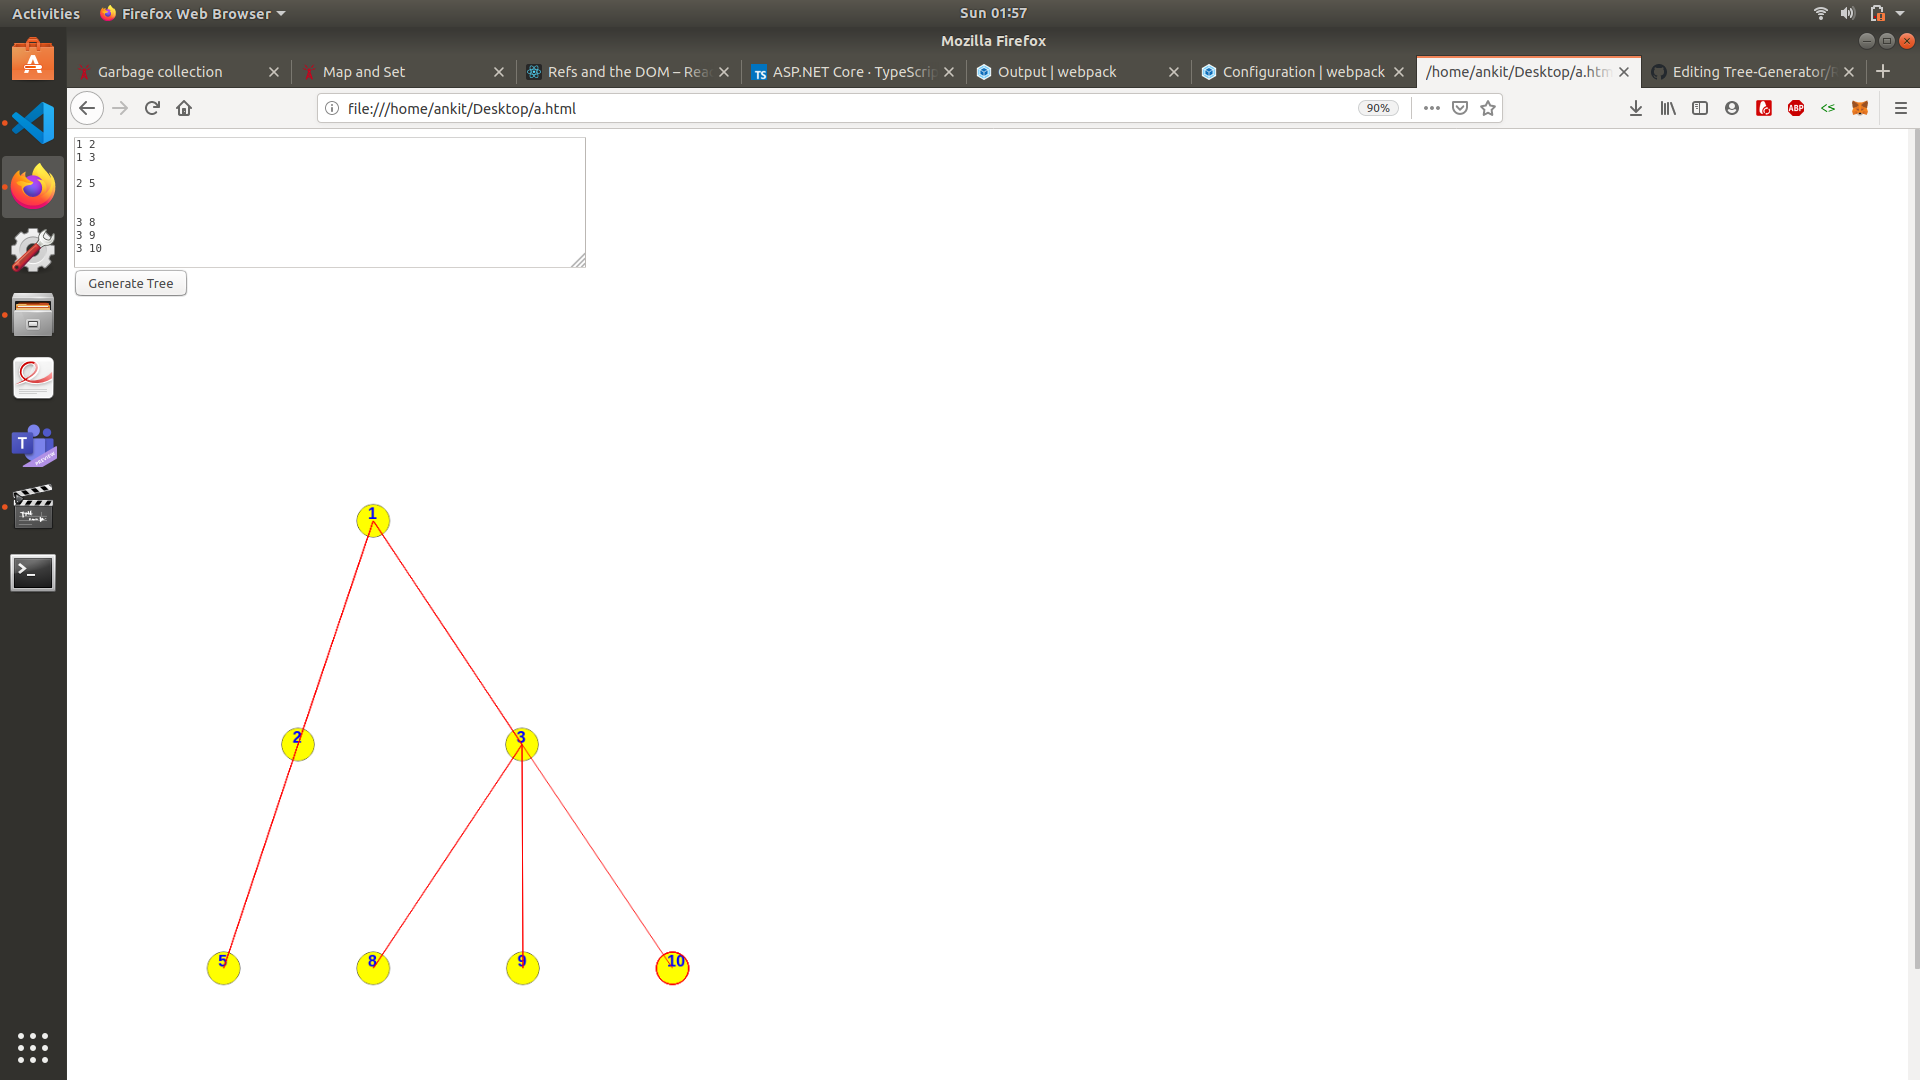 Activities
Firefox Web Browser
Sun 01:57
Mozilla Firefox
Garbage collection
Map and Set
Refs and the DOM – Rea
ASP.NET Core · TypeScrip
Output | webpack
Configuration | webpack
/home/ankit/Desktop/a.htm
Editing Tree-Generator/R
file:///home/ankit/Desktop/a.html
90%
ABP
<s
1 2
1 3
2 5
3 8
3 9
3 10
Generate Tree
1
2
3
5
8
9
10